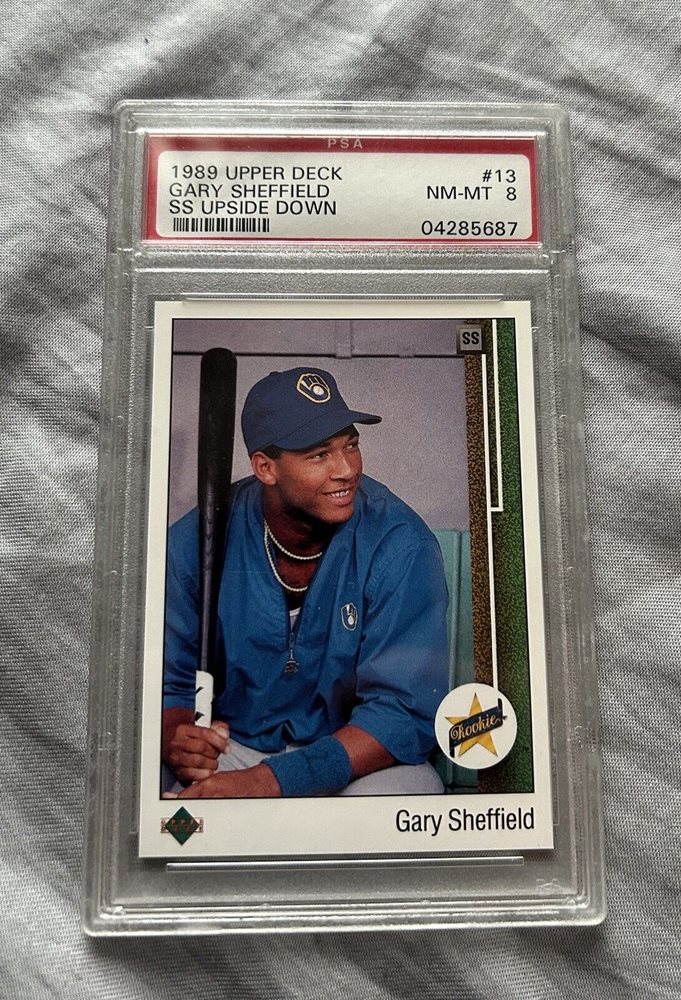 PSA
1989 UPPER DECK #13
GARY SHEFFIELD NM-MT 8
SS UPSIDE DOWN
04285687
SS
Rookie
Gary Sheffield